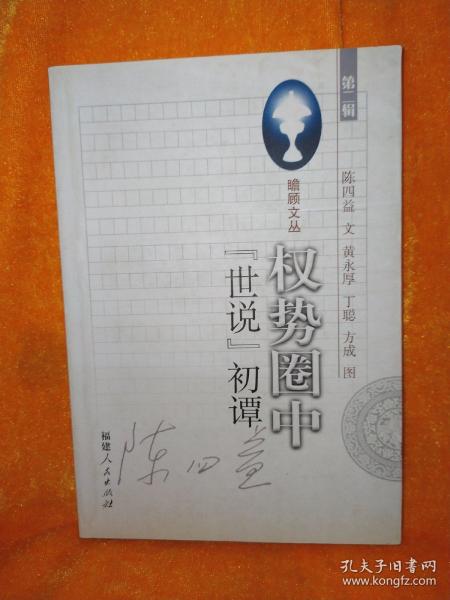 第二辑
陈四益 文 黄永厚 丁聪 方成 图
瞻顾文丛
权势圈中
『世说』初谭
福建人民出版社
陈四益
孔夫子旧书网
www.kongfz.com